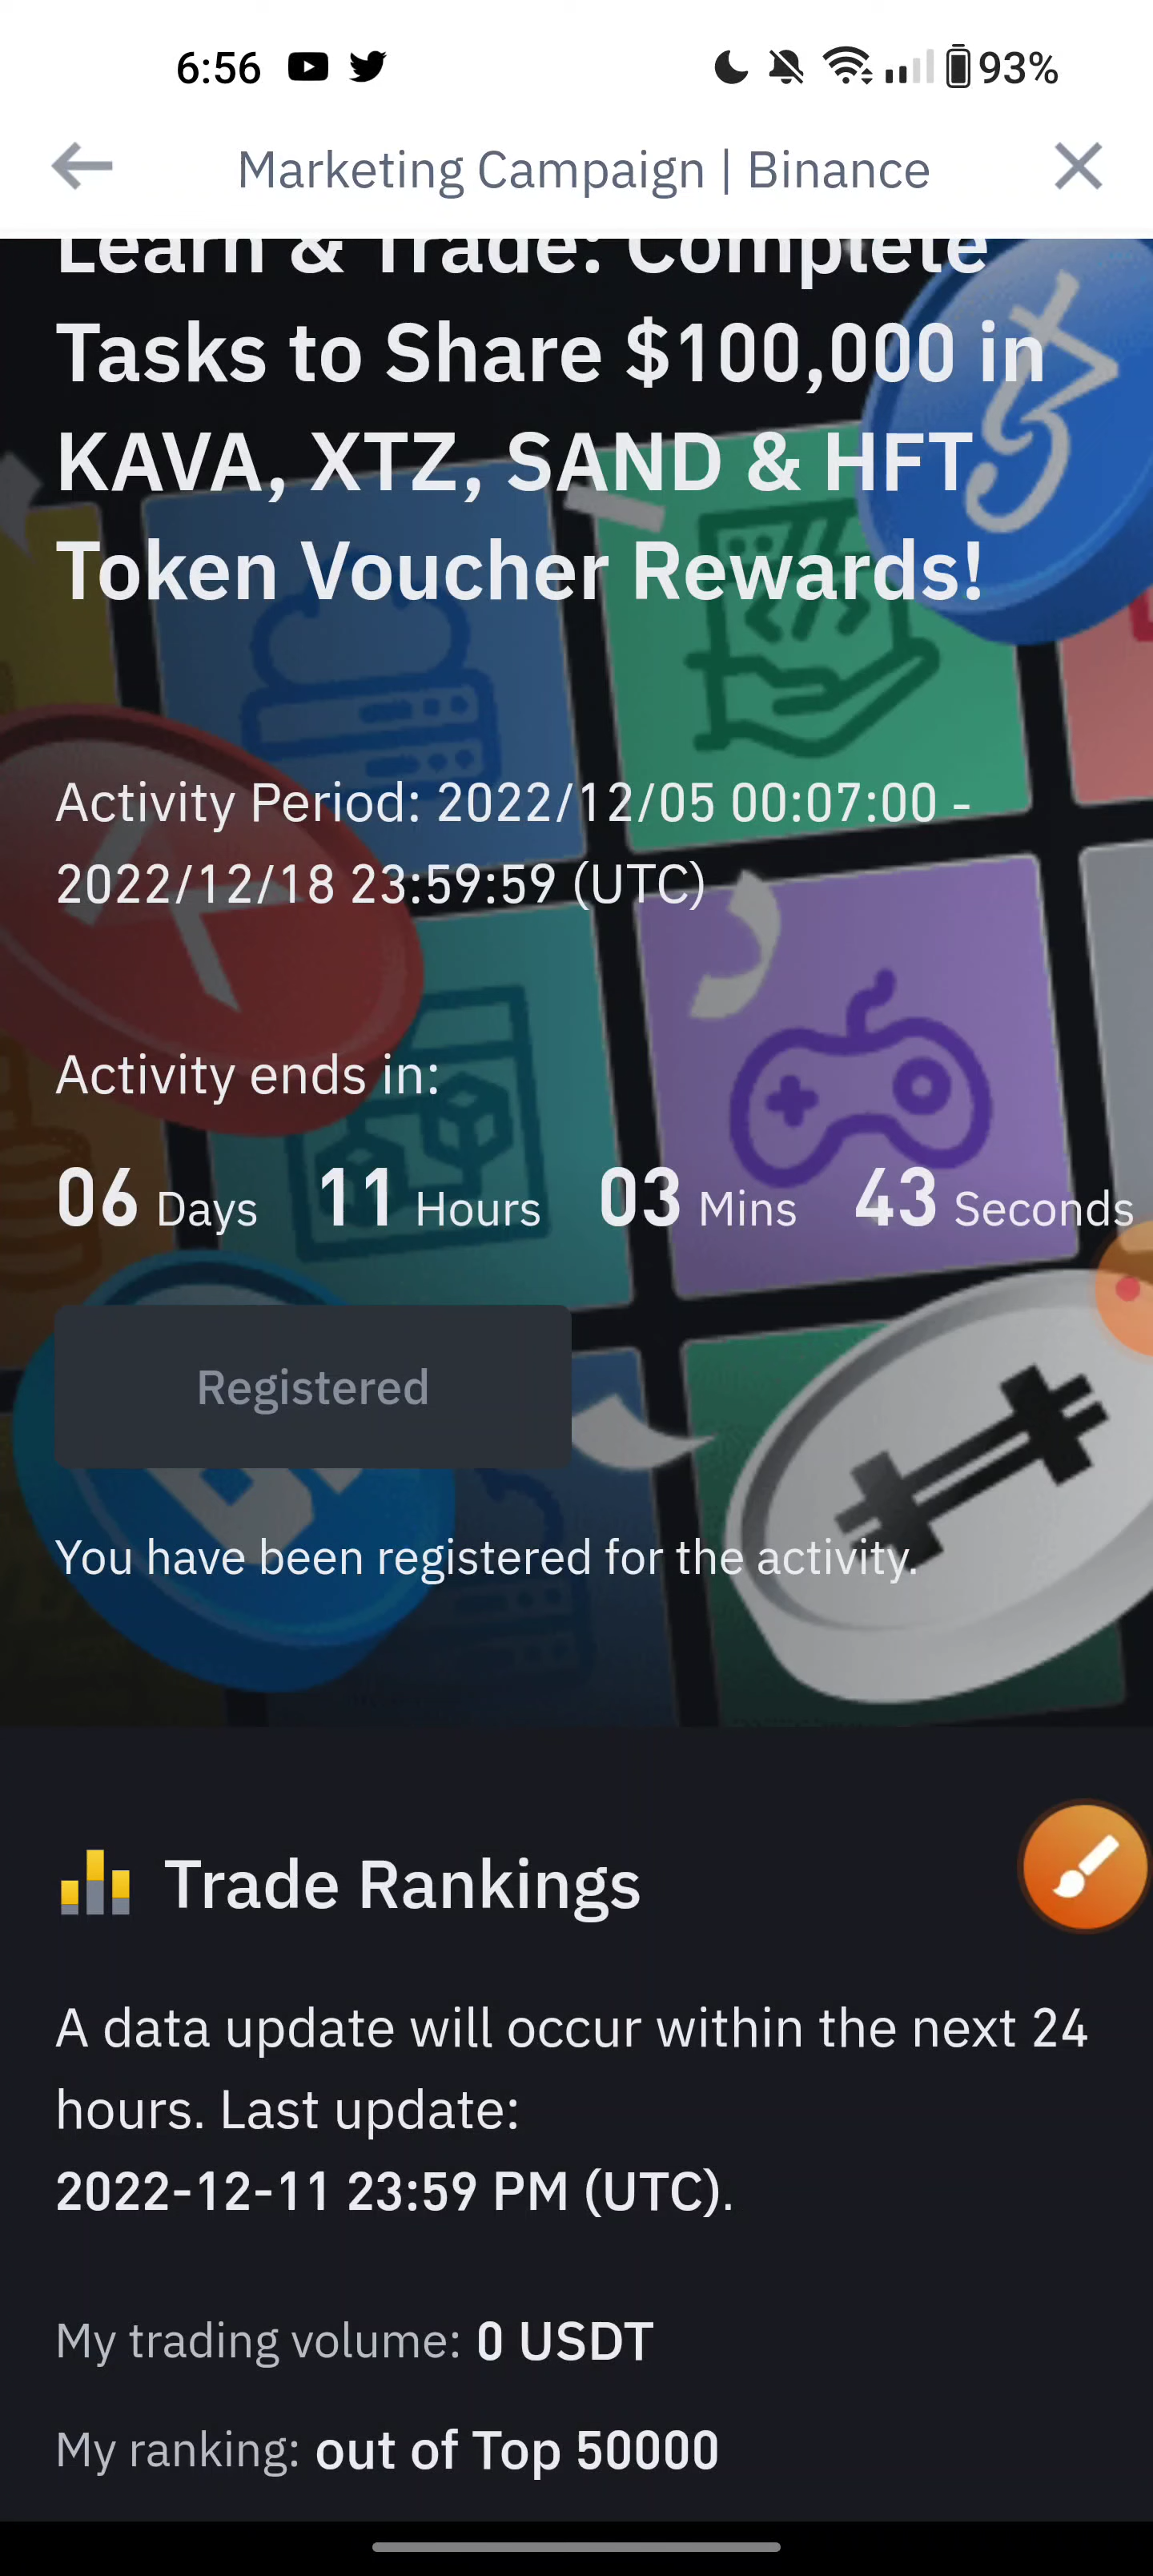 6:56 93%
Marketing Campaign | Binance
Learn & Trade: Complete
Tasks to Share $100,000 in
KAVA, XTZ, SAND & HFT
Token Voucher Rewards!
Activity Period: 2022/12/05 00:07:00 -
2022/12/18 23:59:59 (UTC)
Activity ends in:
06 Days 11 Hours 03 Mins 43 Seconds
Registered
You have been registered for the activity.
Trade Rankings
A data update will occur within the next 24
hours. Last update:
2022-12-11 23:59 PM (UTC).
My trading volume: 0 USDT
My ranking: out of Top 50000